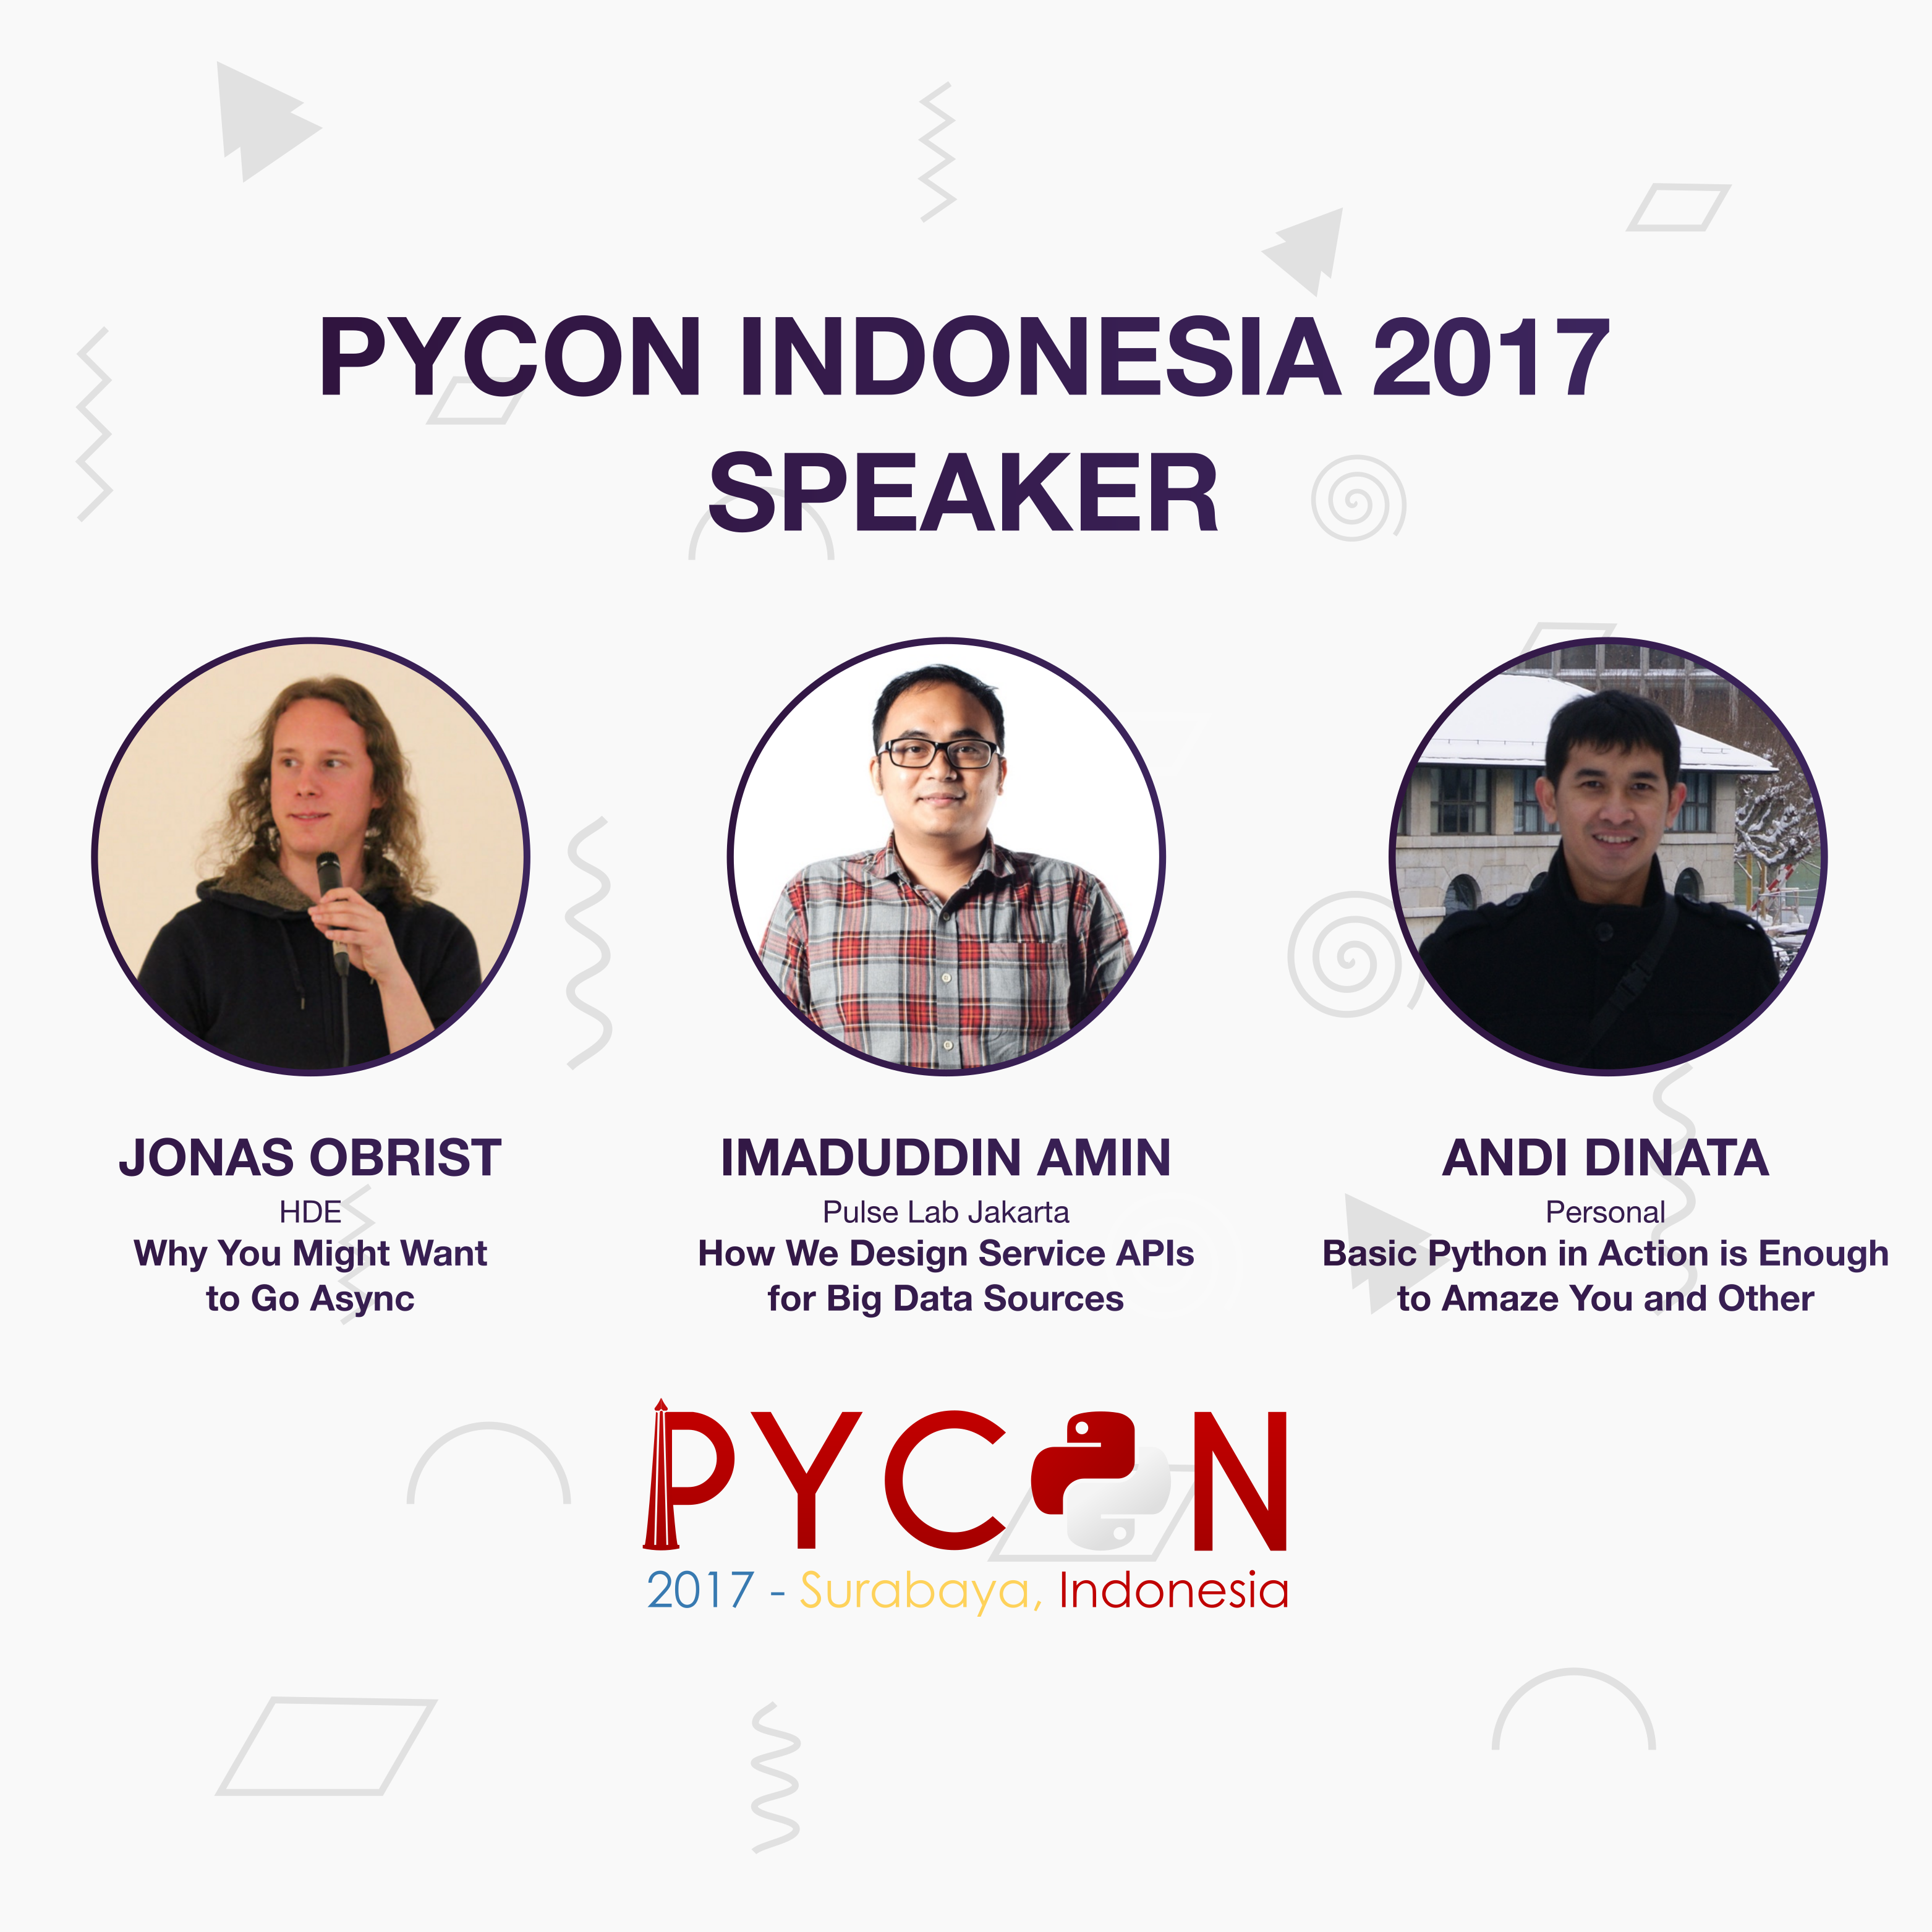 PYCON INDONESIA 2017
SPEAKER
JONAS OBRIST
HDE
Why You Might Want
to Go Async
IMADUDDIN AMIN
Pulse Lab Jakarta
How We Design Service APIs
for Big Data Sources
ANDI DINATA
Personal
Basic Python in Action is Enough
to Amaze You and Other
PYCON
2017 - Surabaya, Indonesia